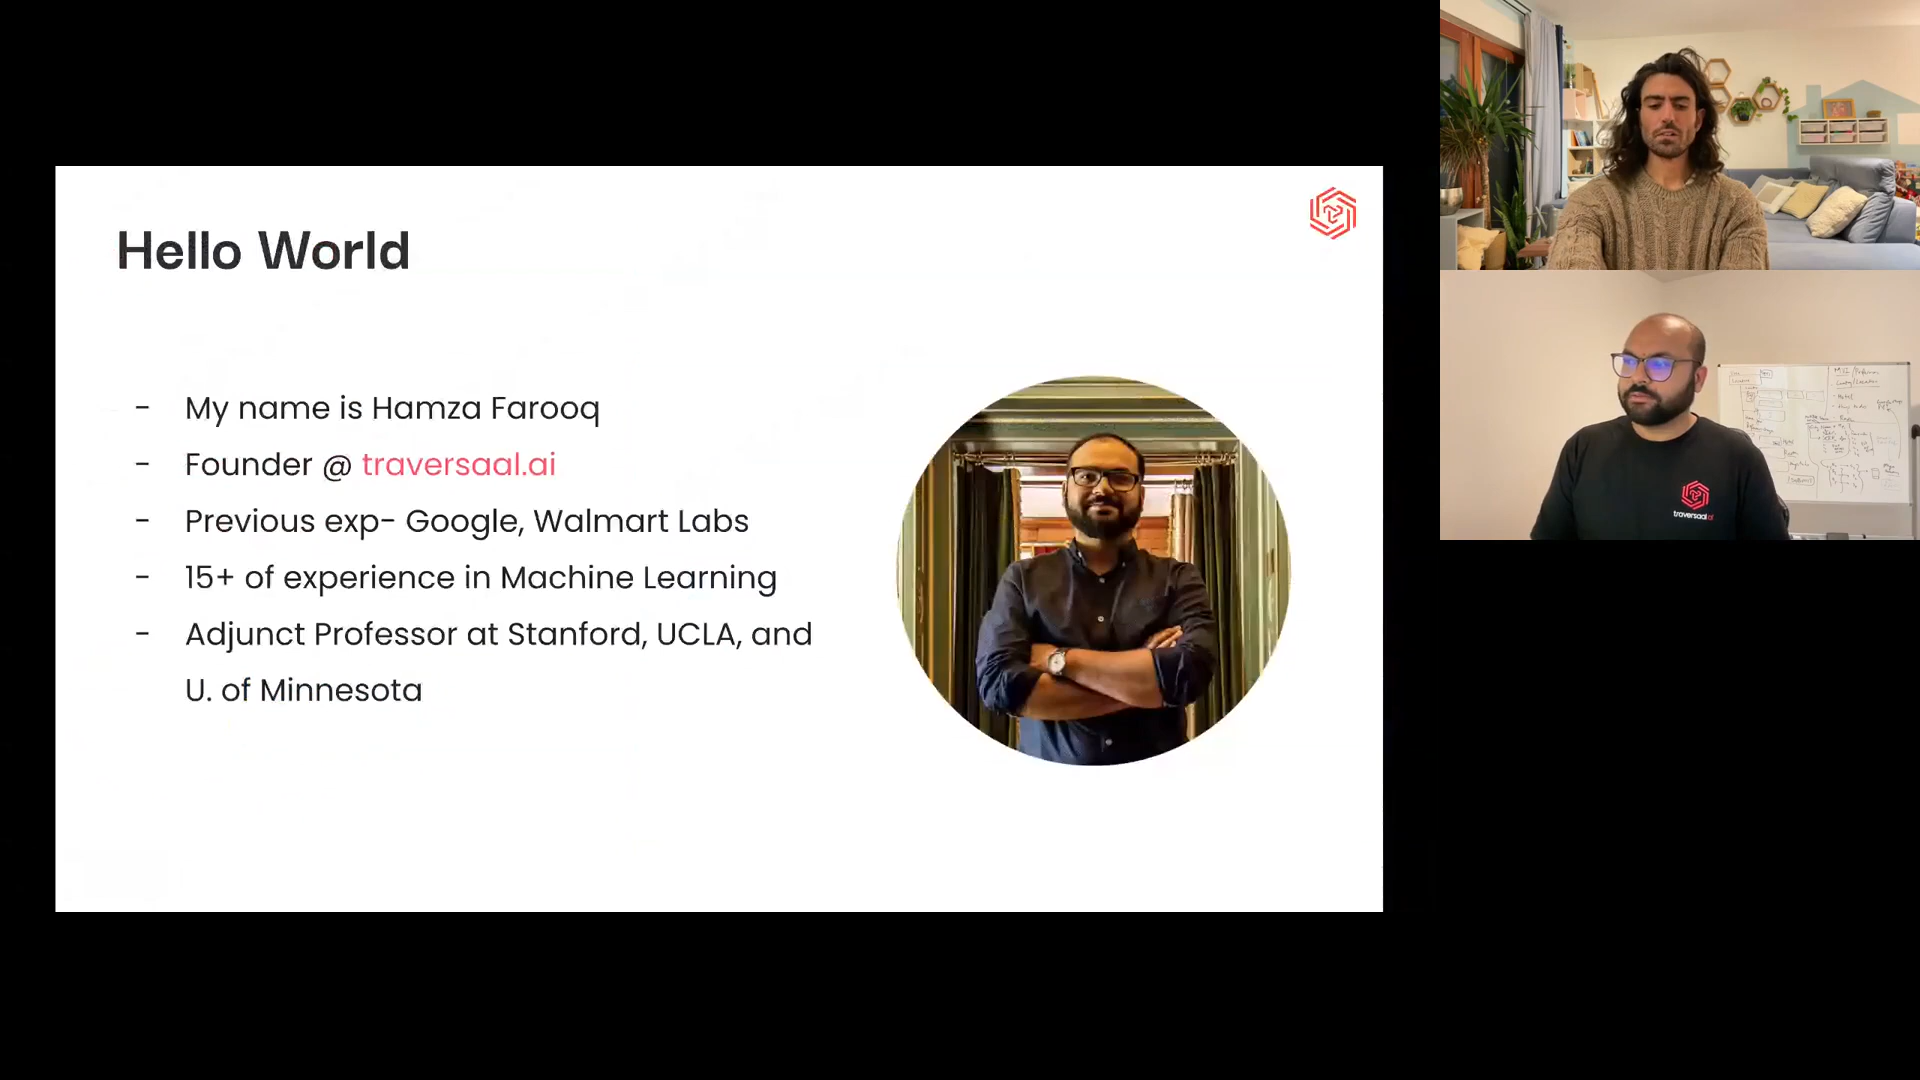 Hello World
- My name is Hamza Farooq
- Founder @ traversaal.ai
- Previous exp- Google, Walmart Labs
- 15+ of experience in Machine Learning
- Adjunct Professor at Stanford, UCLA, and
U. of Minnesota
traversaal.ai